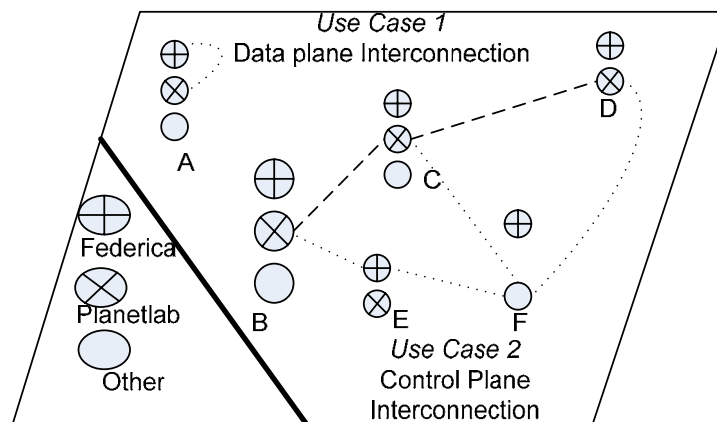 Use Case 1
Data plane Interconnection
D
A
C
Federica
Planetlab
B
E
F
Other
Use Case 2
Control Plane
Interconnection